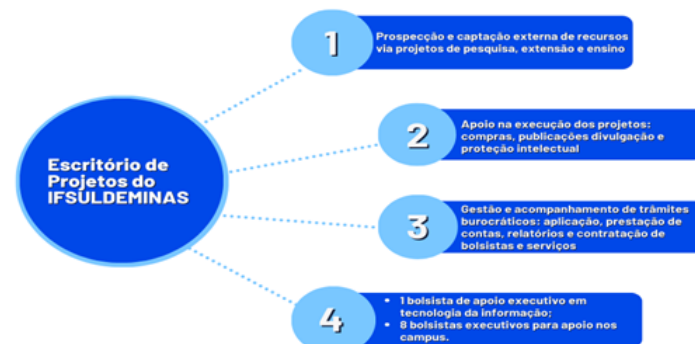 1
Prospecção e captação externa de recursos
via projetos de pesquisa, extensão e ensino
2
Apoio na execução dos projetos:
compras, publicações divulgação e
proteção intelectual
Escritório de
Projetos do
IFSULDEMINAS
3
Gestão e acompanhamento de trâmites
burocráticos: aplicação, prestação de
contas, relatórios e contratação de
bolsistas e serviços
4
• 1 bolsista de apoio executivo em
tecnologia da informação;
• 8 bolsistas executivos para apoio nos
campus.